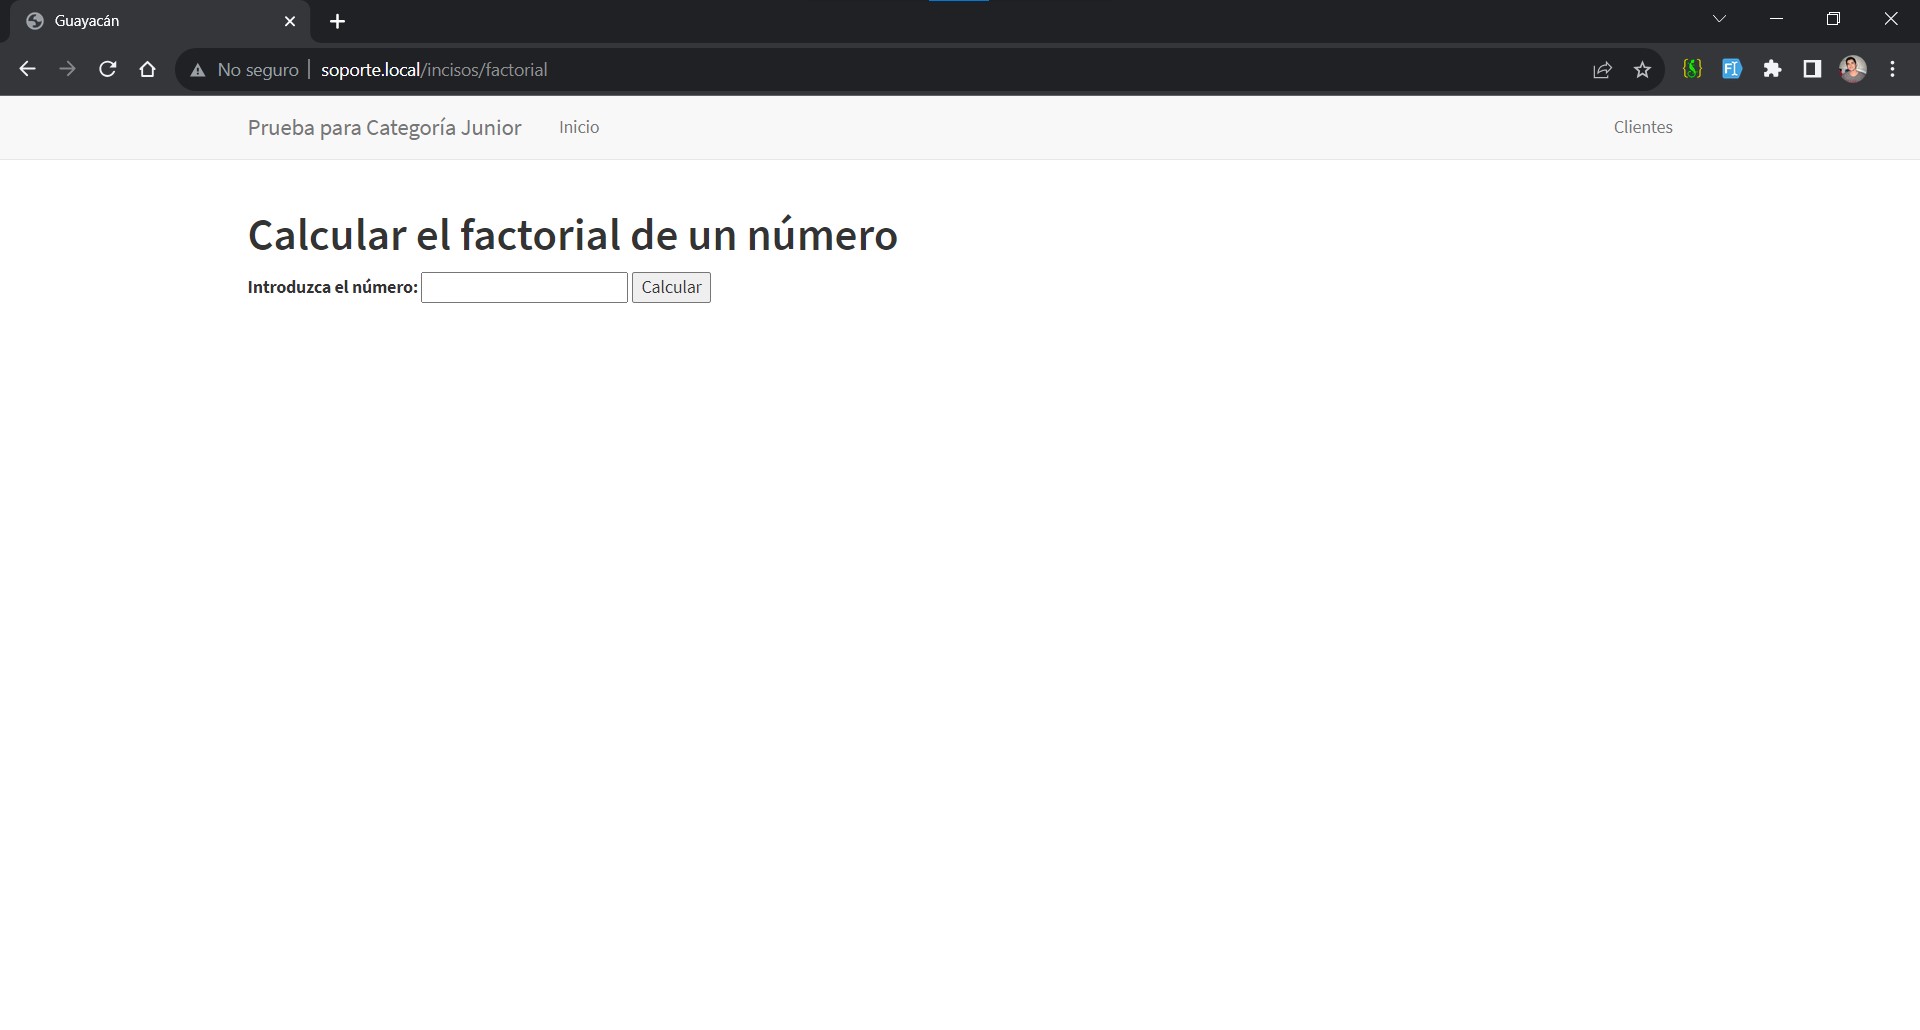 Guayacán
No seguro soporte.local/incisos/factorial
Prueba para Categoría Junior Inicio Clientes
Calcular el factorial de un número
Introduzca el número: Calcular